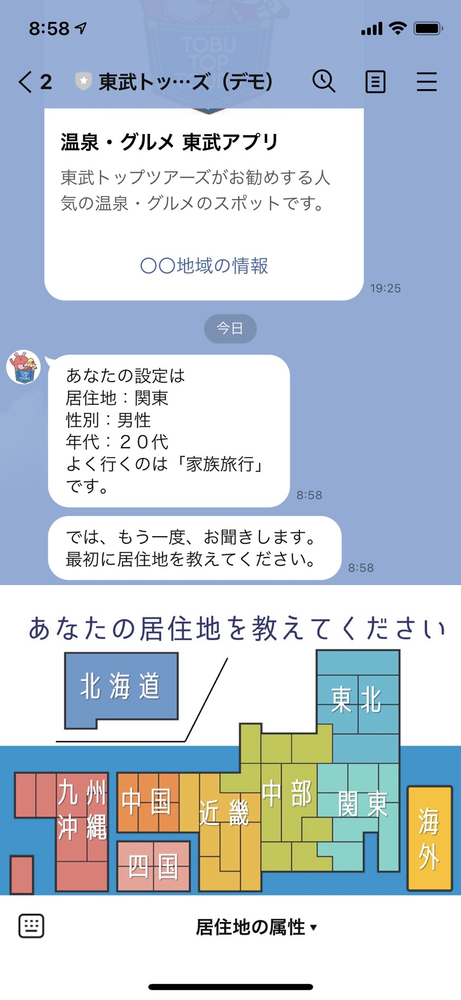 8:58
TOBU
TOP
TOURS
2
東武トッ…ズ（デモ）
温泉・グルメ 東武アプリ
東武トップツアーズがお勧めする人
気の温泉・グルメのスポットです。
〇〇地域の情報
19:25
今日
TOBU
TOP
TOURS
あなたの設定は
居住地：関東
性別：男性
年代：２０代
よく行くのは「家族旅行」
です。
8:58
では、もう一度、お聞きします。
最初に居住地を教えてください。
8:58
あなたの居住地を教えてください
北海道
東北
九州
沖縄
中国
四国
近畿
中部
関東
海外
居住地の属性▼